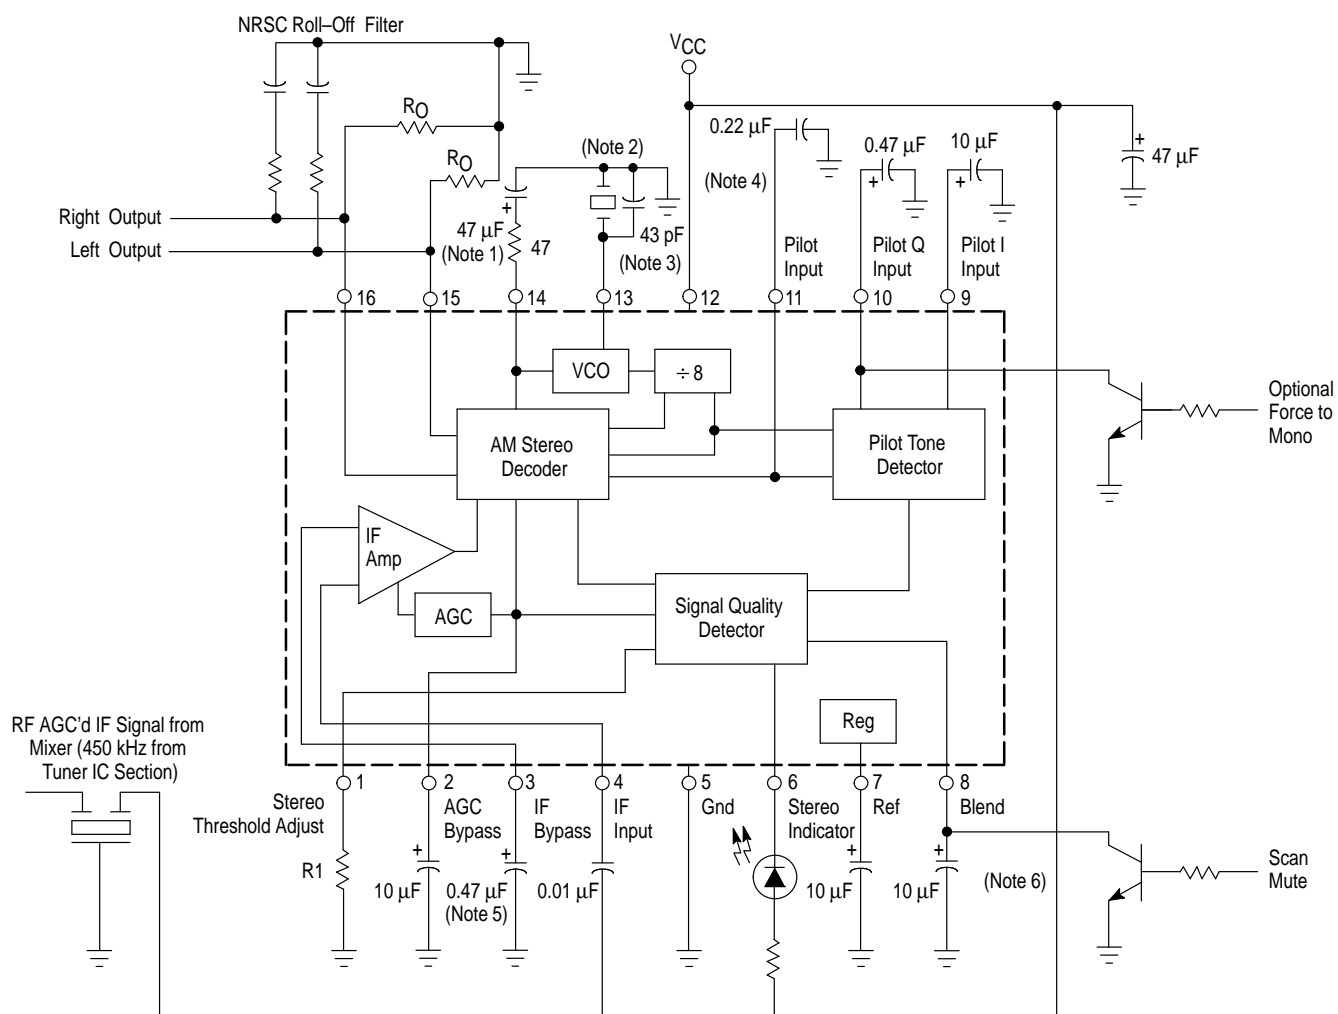 NRSC Roll–Off Filter
VCC
RO
RO
(Note 2)
0.22 µF
0.47 µF
10 µF
+
+
+
47 µF
(Note 4)
Right Output
Left Output
+
47 µF
(Note 1)
47
43 pF
(Note 3)
Pilot
Input
Pilot Q
Input
Pilot I
Input
16
15
14
13
12
11
10
9
VCO
÷ 8
Optional
Force to
Mono
AM Stereo
Decoder
Pilot Tone
Detector
IF
Amp
AGC
Signal Quality
Detector
Reg
RF AGC'd IF Signal from
Mixer (450 kHz from
Tuner IC Section)
1
2
3
4
5
6
7
8
Stereo
Threshold Adjust
AGC
Bypass
IF
Bypass
IF
Input
Gnd
Stereo
Indicator
Ref
Blend
R1
+
10 µF
+
0.47 µF
(Note 5)
0.01 µF
+
10 µF
+
10 µF
(Note 6)
Scan
Mute